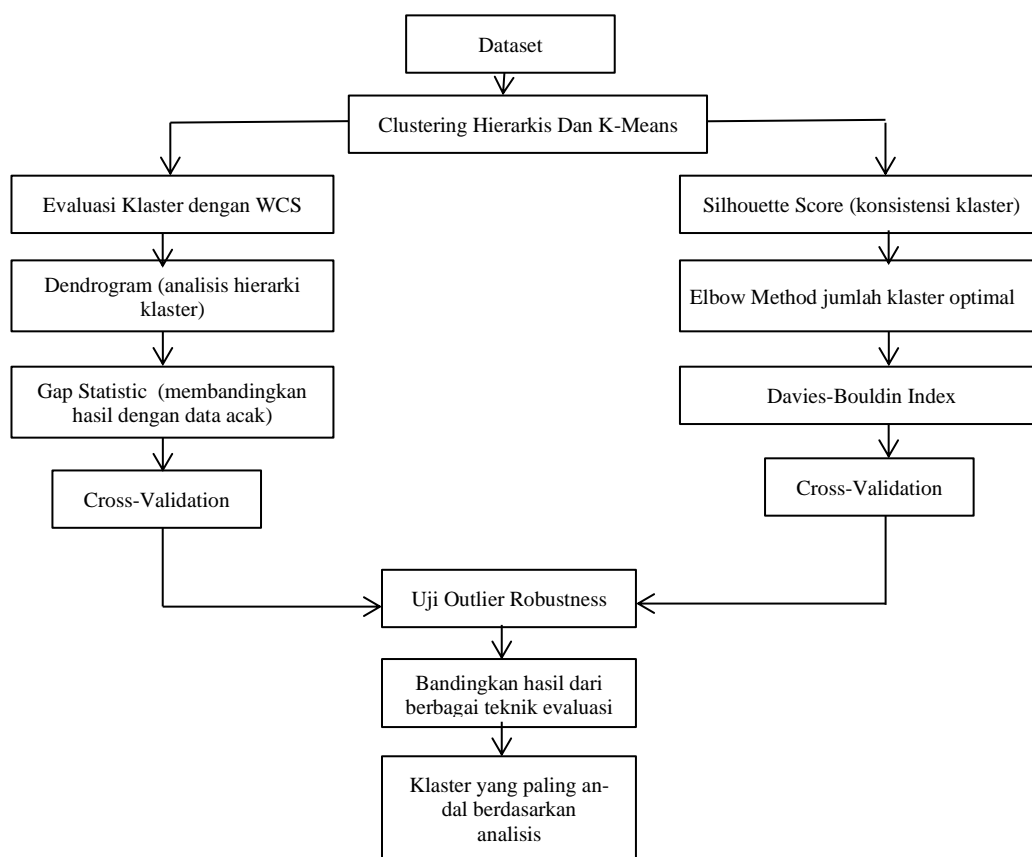 Dataset
Clustering Hierarkis Dan K-Means
Evaluasi Klaster dengan WCS
Dendrogram (analisis hierarki
klaster)
Gap Statistic  (membandingkan
hasil dengan data acak)
Cross-Validation
Silhouette Score (konsistensi klaster)
Elbow Method jumlah klaster optimal
Davies-Bouldin Index
Cross-Validation
Uji Outlier Robustness
Bandingkan hasil dari
berbagai teknik evaluasi
Klaster yang paling an-
dal berdasarkan
analisis